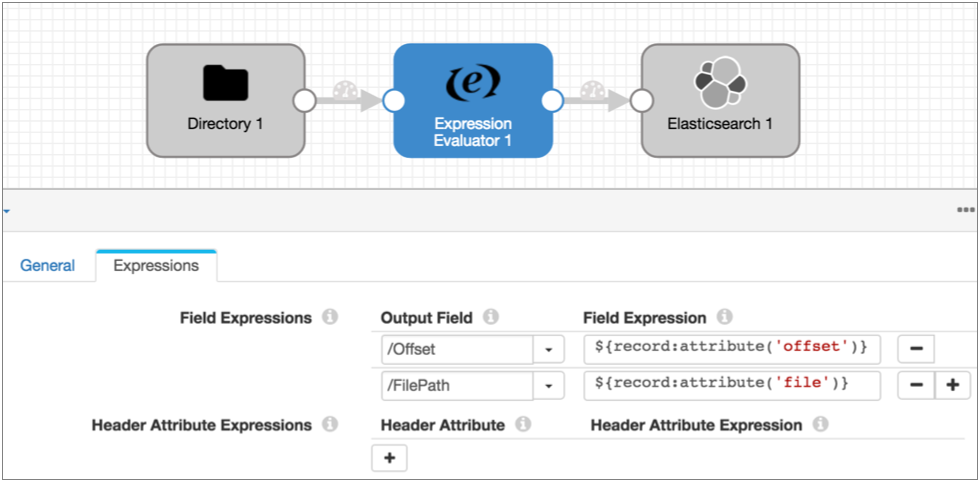 Directory 1
Expression
Evaluator 1
Elasticsearch 1
General
Expressions
Field Expressions
Output Field
Field Expression
/Offset
${record:attribute('offset')}
/FilePath
${record:attribute('file')}
Header Attribute Expressions
Header Attribute
Header Attribute Expression